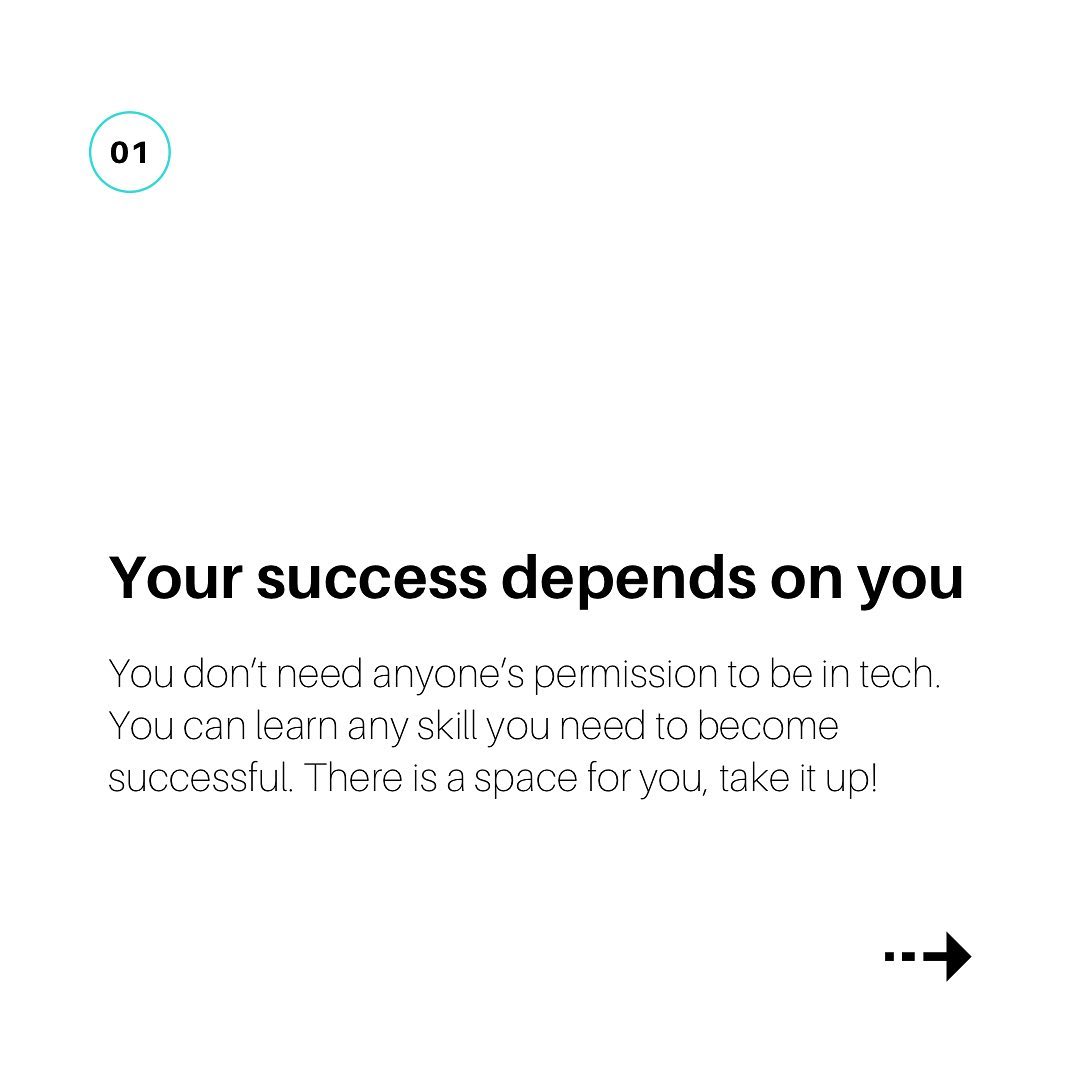 01
Your success depends on you
You don’t need anyone’s permission to be in tech.
You can learn any skill you need to become
successful. There is a space for you, take it up!